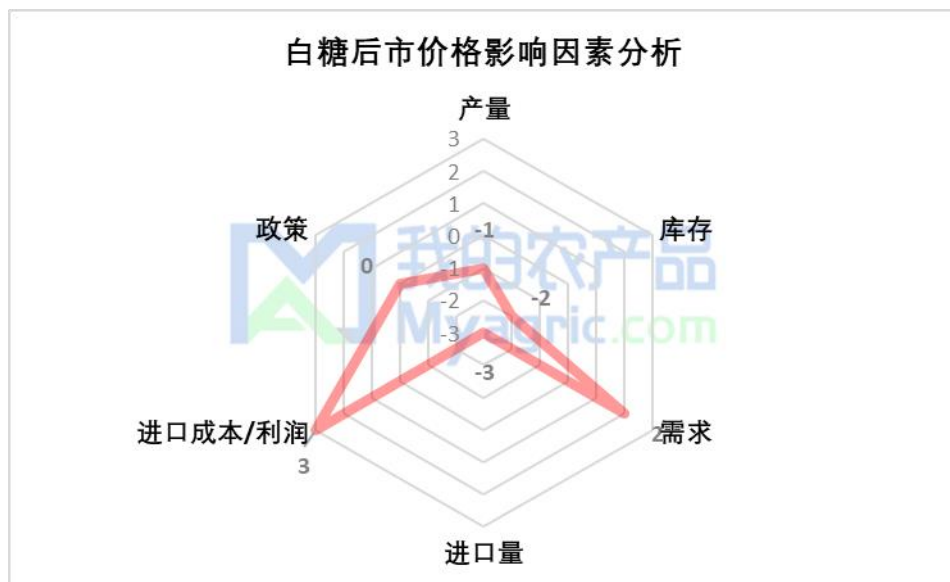 白糖后市价格影响因素分析
产量
3
2
1
0
-1
-2
-3
-1
库存
-2
2
需求
-3
进口量
进口成本/利润
3
政策
0
我的农产品
Myagric.com